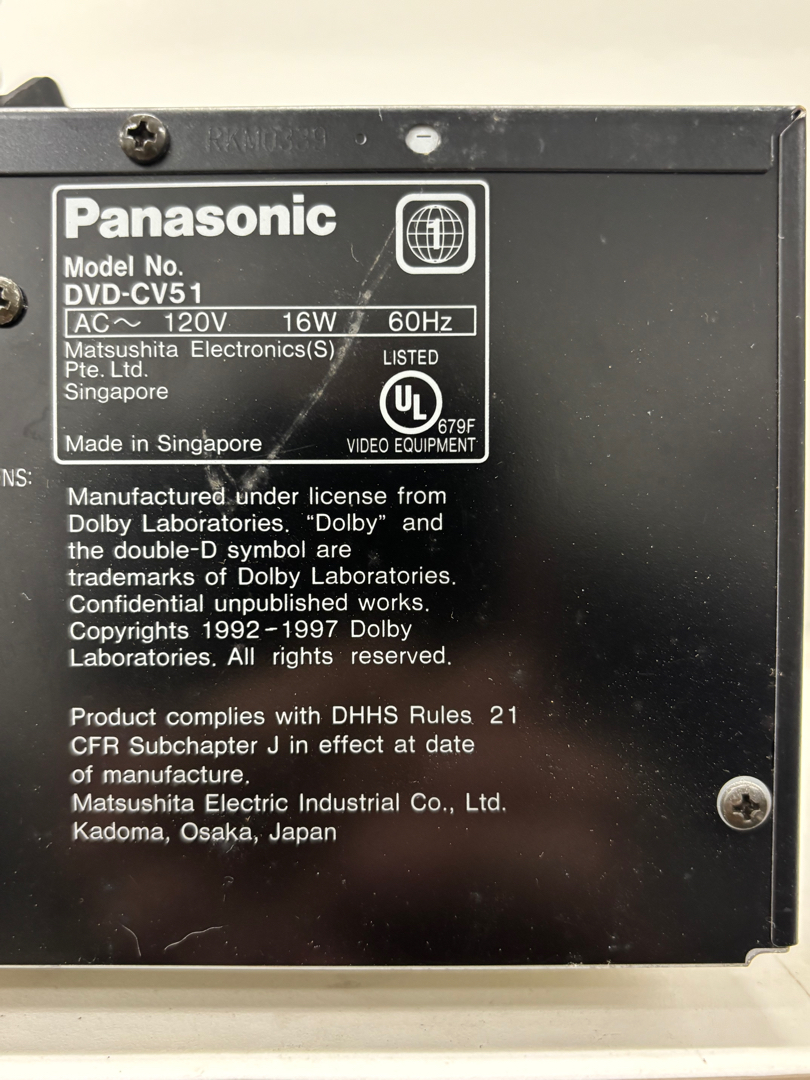 RKM0339
Panasonic
1
Model No.
DVD-CV51
AC～ 120V 16W 60Hz
Matsushita Electronics(S)
Pte. Ltd.
Singapore
LISTED
UL
679F
Made in Singapore
VIDEO EQUIPMENT
NS:
Manufactured under license from
Dolby Laboratories. “Dolby” and
the double-D symbol are
trademarks of Dolby Laboratories.
Confidential unpublished works.
Copyrights 1992–1997 Dolby
Laboratories. All rights reserved.
Product complies with DHHS Rules 21
CFR Subchapter J in effect at date
of manufacture.
Matsushita Electric Industrial Co., Ltd.
Kadoma, Osaka, Japan